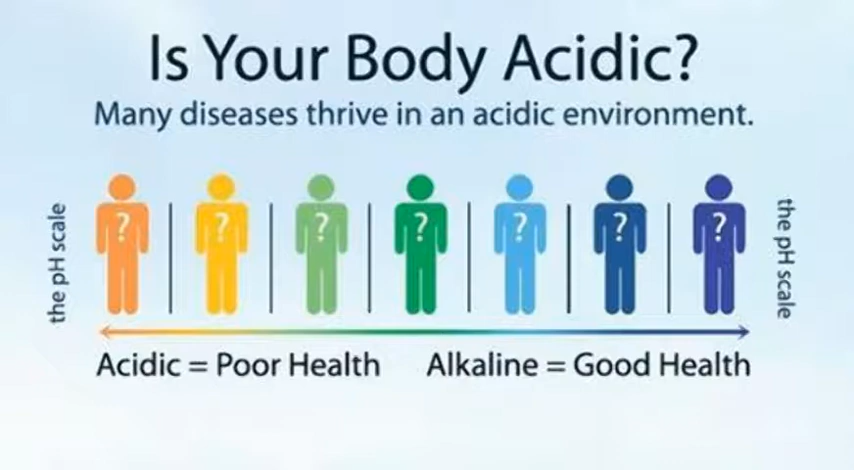 Is Your Body Acidic?
Many diseases thrive in an acidic environment.
the pH scale
? ? ? ? ? ? ?
the pH scale
Acidic = Poor Health Alkaline = Good Health